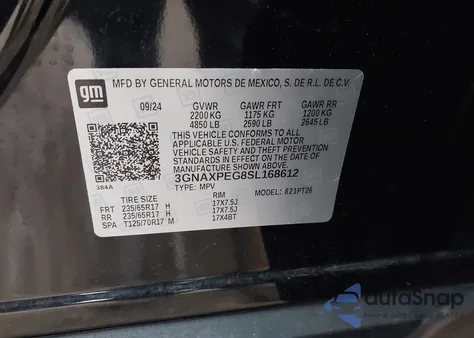 gm
MFD BY GENERAL MOTORS DE MEXICO, S. DE R.L. DE C.V.
09/24 GVWR GAWR FRT GAWR RR
2200 KG 1175 KG 1200 KG
4850 LB 2590 LB 2645 LB
THIS VEHICLE CONFORMS TO ALL
APPLICABLE U.S. FEDERAL MOTOR
VEHICLE SAFETY AND THEFT
PREVENTION STANDARDS IN
EFFECT ON THE DATE OF
MANUFACTURE SHOWN ABOVE.
384A 3GNAXPEG8SL168612
TYPE: MPV MODEL: 621PT26
TIRE SIZE RIM
FRT 235/65R17 H 17X7.5J
RR 235/65R17 H 17X7.5J
SPA T125/70R17 M 17X4BT
autoSnap